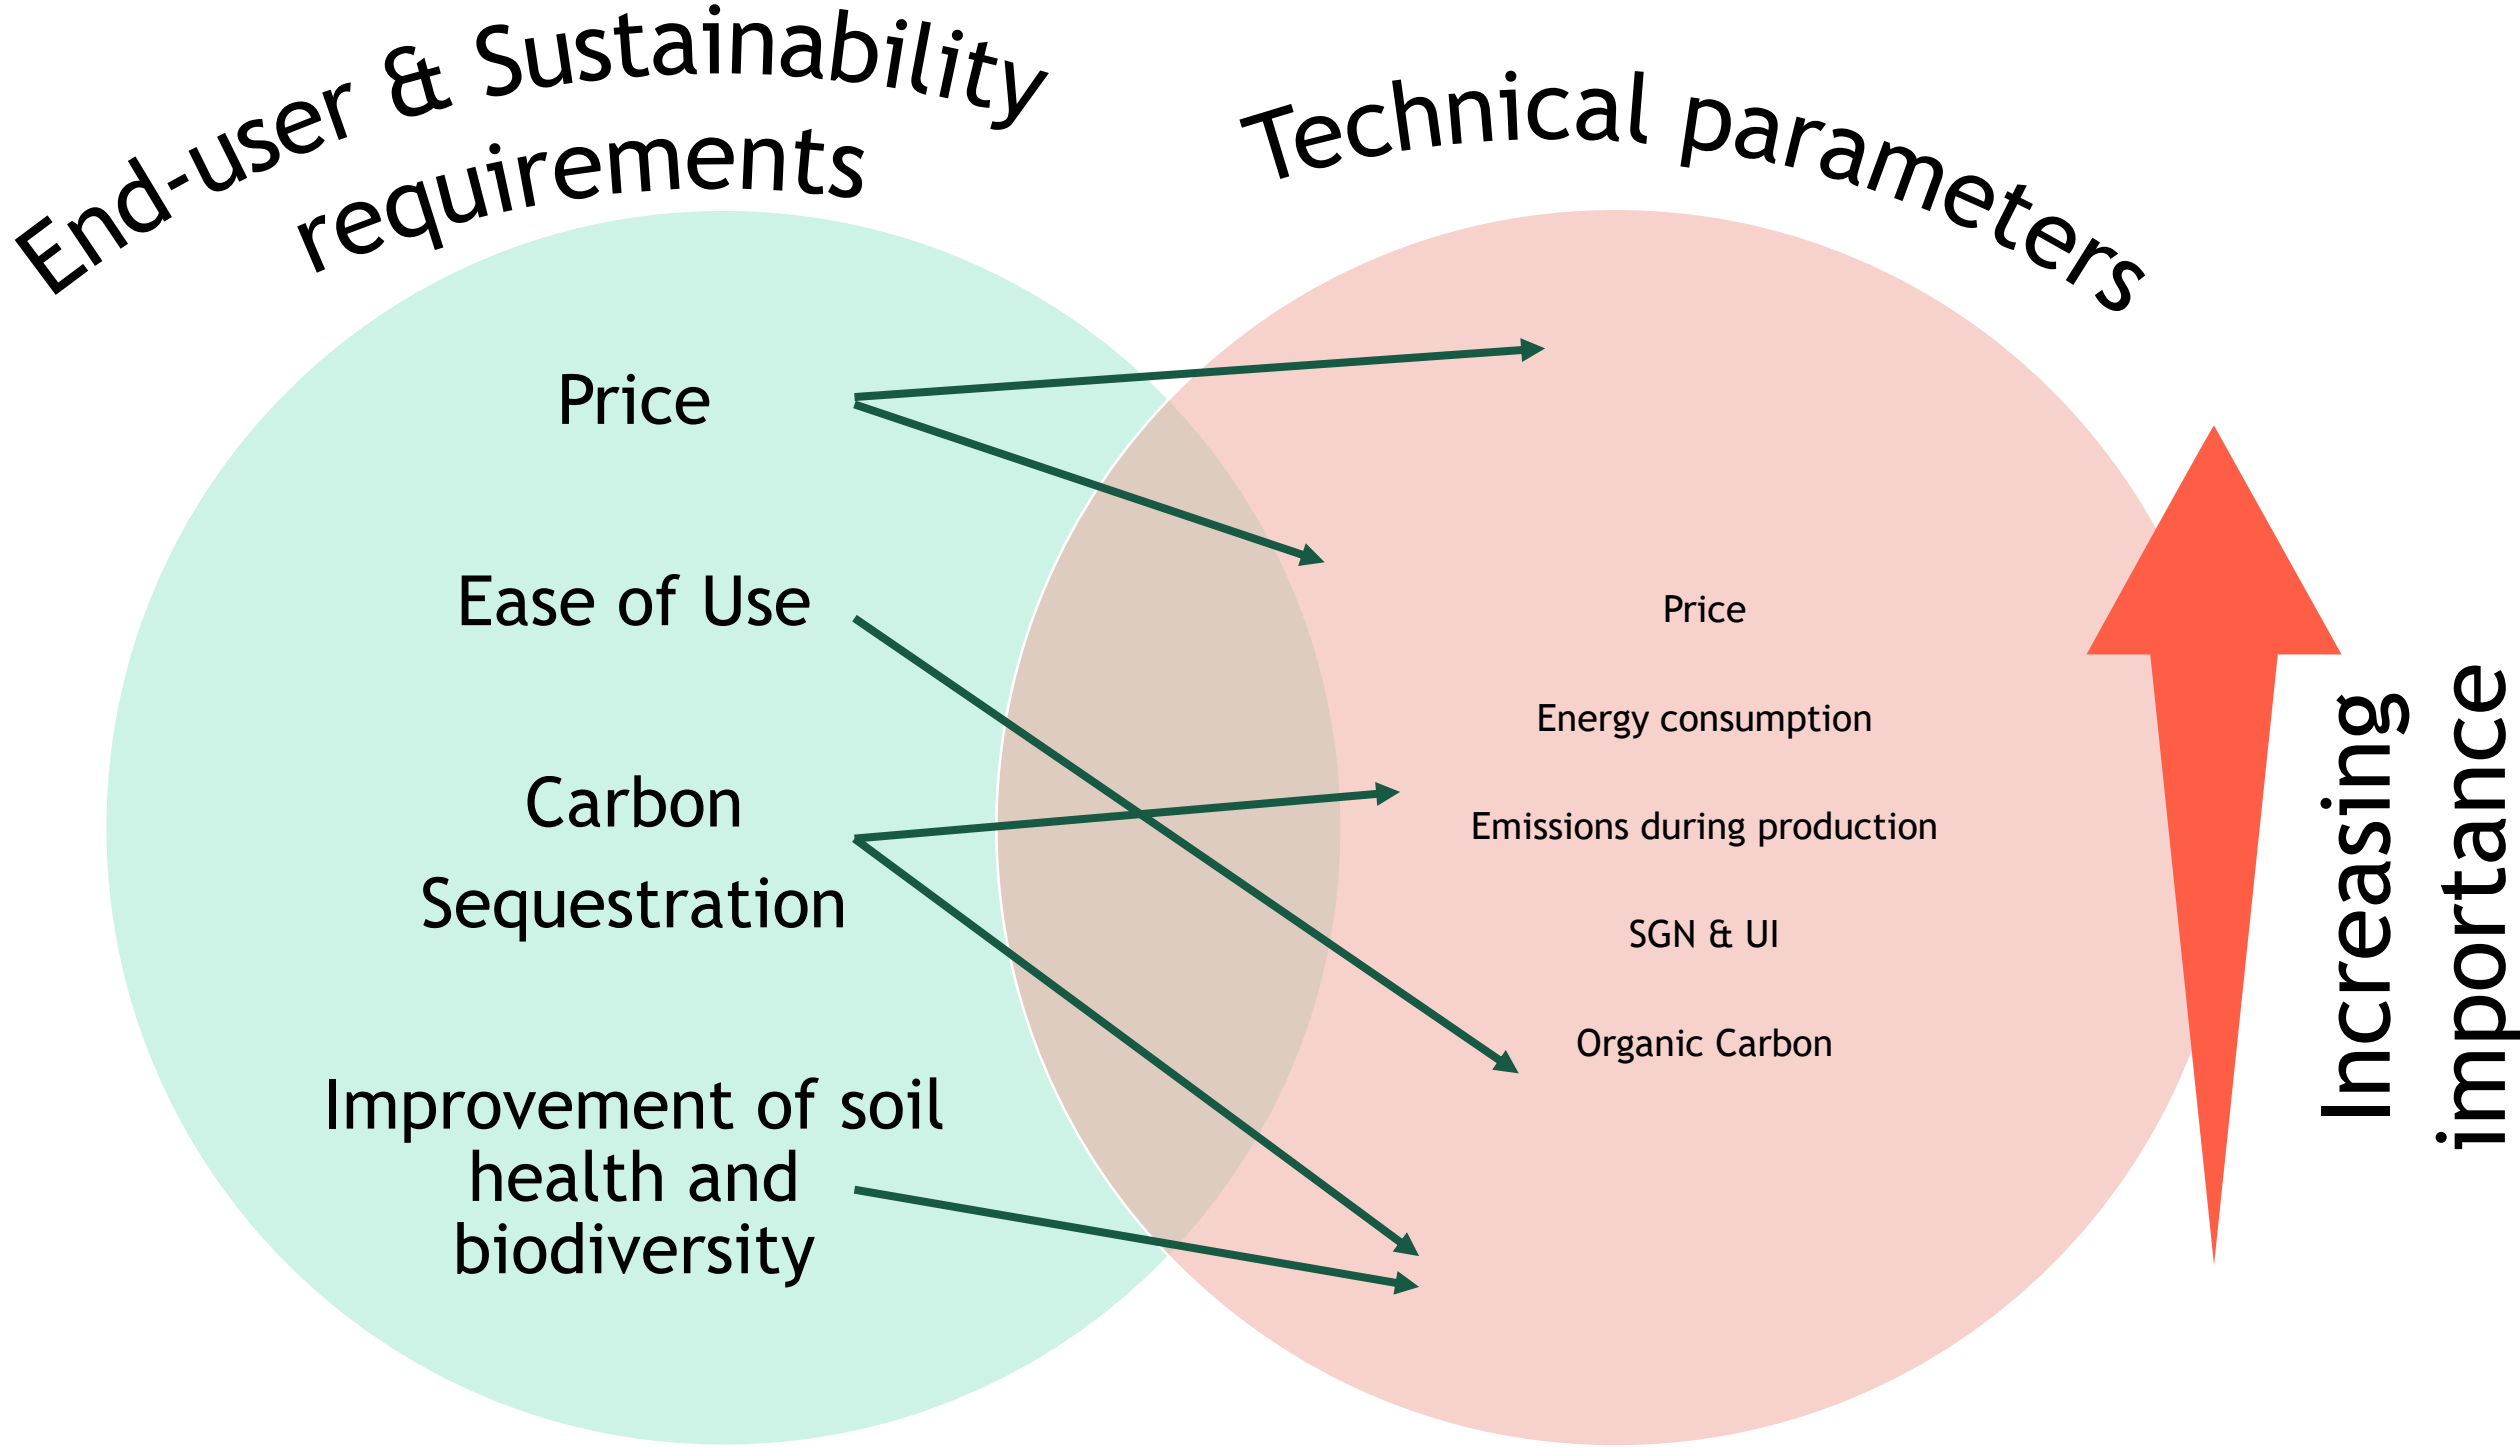 End-user & Sustainability
requirements
Technical parameters
Price
Ease of Use
Carbon
Sequestration
Improvement of soil
health and
biodiversity
Price
Energy consumption
Emissions during production
SGN & UI
Organic Carbon
Increasing
importance